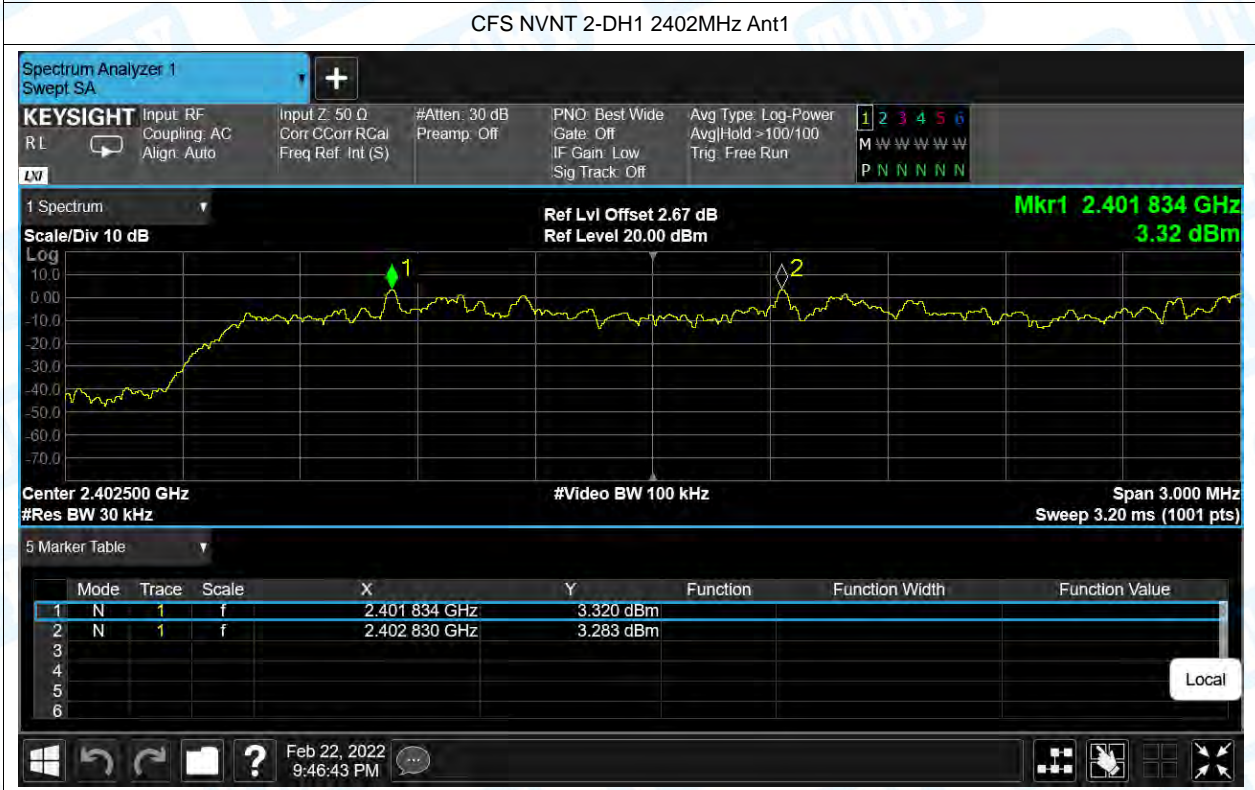 CFS NVNT 2-DH1 2402MHz Ant1
Spectrum Analyzer 1
Swept SA
+
KEYSIGHT Input: RF Input Z: 50 Ω #Atten: 30 dB PNO: Best Wide Avg Type: Log-Power 1 2 3 4 5 6
RL Coupling: AC Corr CCorr RCal Preamp: Off Gate: Off Avg|Hold >100/100 M W W W W W
Align: Auto Freq Ref: Int (S) IF Gain: Low Trig: Free Run P N N N N N
LXI Sig Track: Off
1 Spectrum Ref Lvl Offset 2.67 dB Mkr1 2.401 834 GHz
Scale/Div 10 dB Ref Level 20.00 dBm 3.32 dBm
Log
1 2
10.0
0.00
-10.0
-20.0
-30.0
-40.0
-50.0
-60.0
-70.0
Center 2.402500 GHz #Video BW 100 kHz Span 3.000 MHz
#Res BW 30 kHz Sweep 3.20 ms (1001 pts)
5 Marker Table
Mode Trace Scale X Y Function Function Width Function Value
1 N 1 f 2.401 834 GHz 3.320 dBm
2 N 1 f 2.402 830 GHz 3.283 dBm
3
4
5
6
Local
? Feb 22, 2022
9:46:43 PM